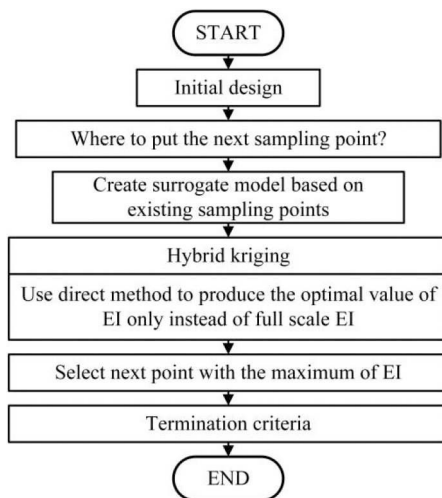 START
Initial design
Where to put the next sampling point?
Create surrogate model based on
existing sampling points
Hybrid kriging
Use direct method to produce the optimal value of
EI only instead of full scale EI
Select next point with the maximum of EI
Termination criteria
END